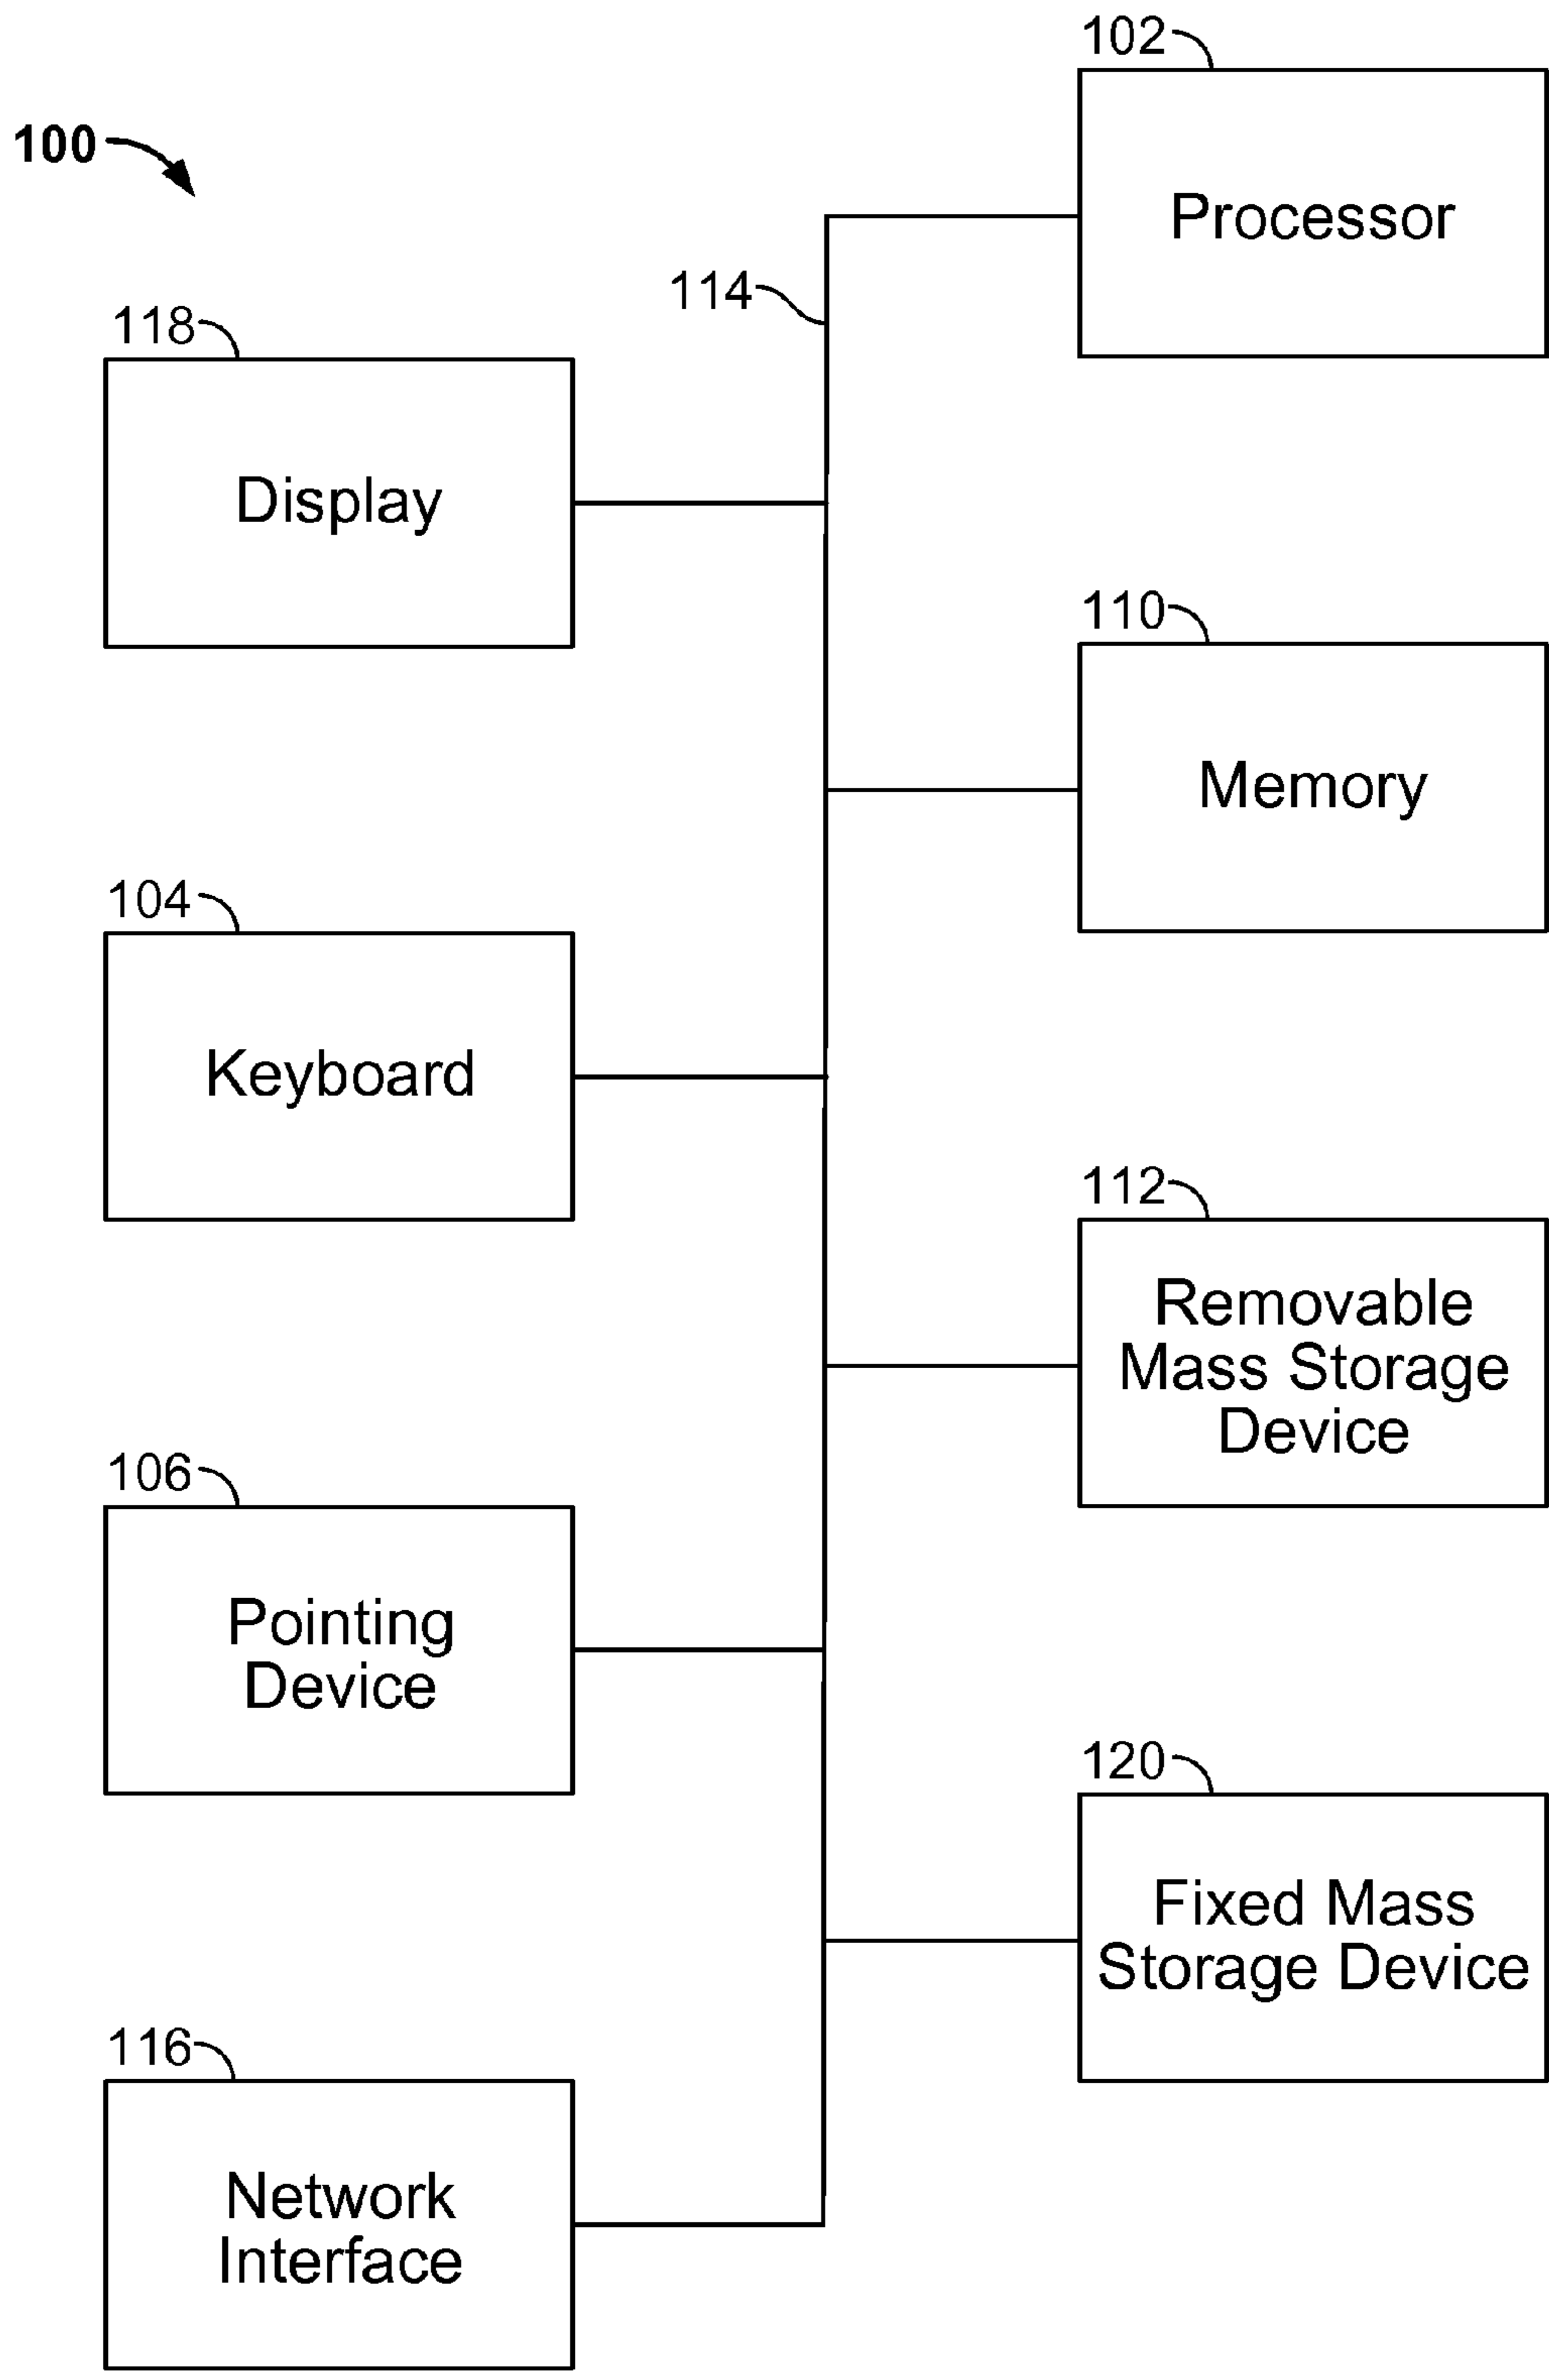 102
100
Processor
114
118
Display
110
Memory
104
Keyboard
112
Removable
Mass Storage
Device
106
Pointing
Device
120
Fixed Mass
Storage Device
116
Network
Interface